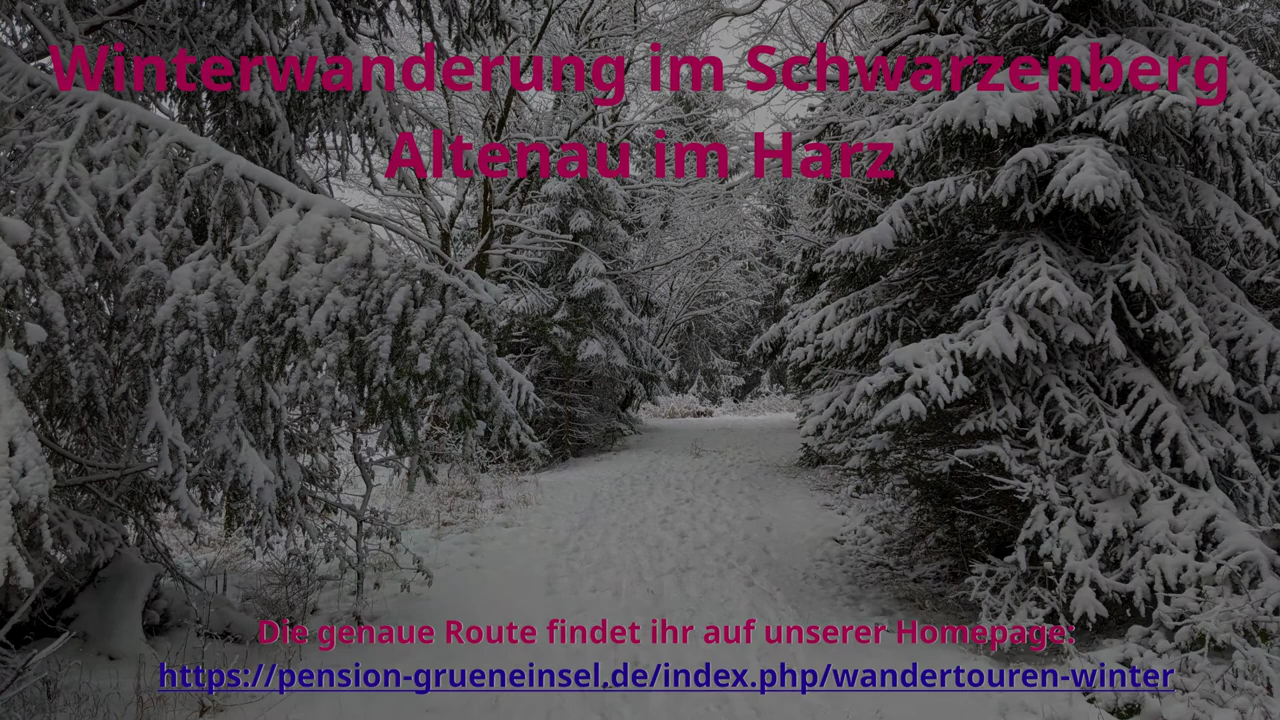 Winterwanderung im Schwarzenberg
Altenau im Harz
Die genaue Route findet ihr auf unserer Homepage:
https://pension-grueneinsel.de/index.php/wandertouren-winter